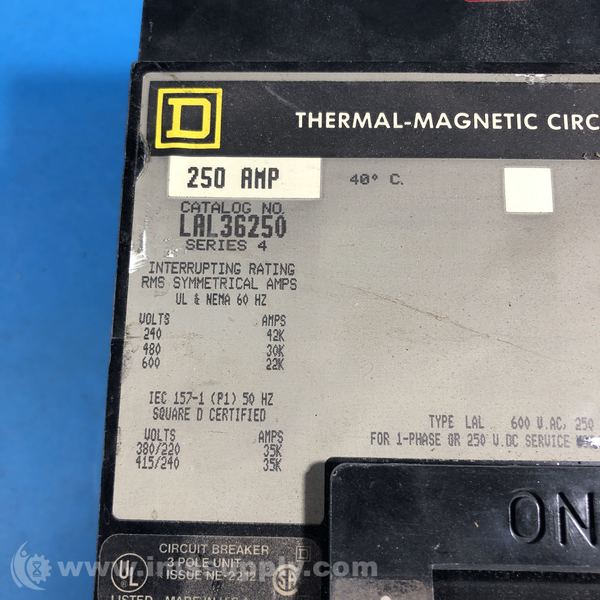 D
THERMAL-MAGNETIC CIRC
250 AMP
40° C.
CATALOG NO.
LAL36250
SERIES 4
INTERRUPTING RATING
RMS SYMMETRICAL AMPS
UL & NEMA 60 HZ
VOLTS AMPS
240 42K
480 30K
600 22K
IEC 157-1 (P1) 50 HZ
SQUARE D CERTIFIED
VOLTS AMPS
380/220 35K
415/240 35K
TYPE LAL 600 V.AC, 250
FOR 1-PHASE OR 250 V.DC SERVICE
ON
UL
CIRCUIT BREAKER
3 POLE UNIT
ISSUE NE-2212
D
SA
LISTED MADE IN U.S.A.